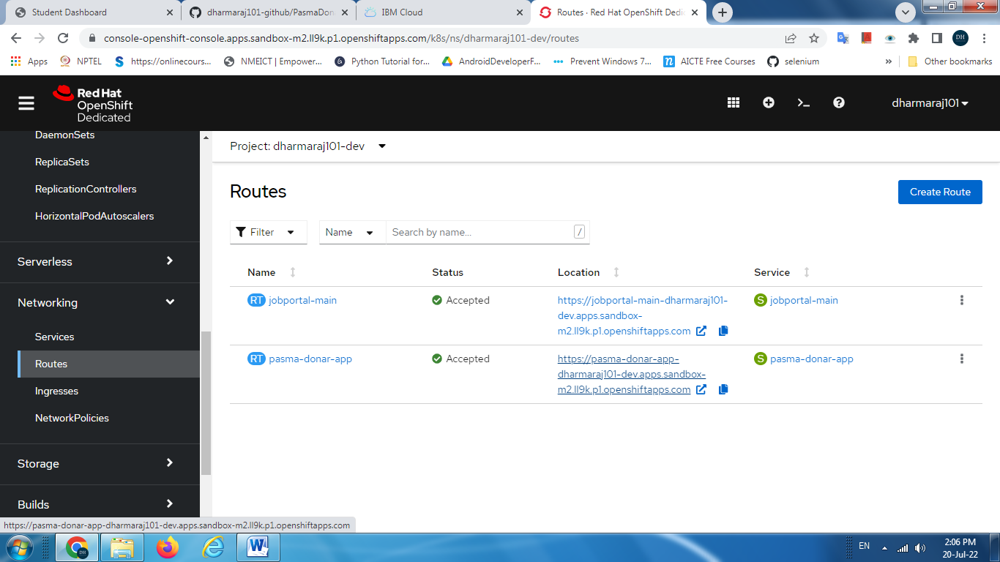 Student Dashboard
dharmaraj101-github/PasmaDon
IBM Cloud
Routes · Red Hat OpenShift Dedic
console-openshift-console.apps.sandbox-m2.ll9k.p1.openshiftapps.com/k8s/ns/dharmaraj101-dev/routes
DH
Apps
NPTEL
S https://onlinecours...
NMEICT | Empower...
Python Tutorial for...
AndroidDeveloperF...
Prevent Windows 7...
AICTE Free Courses
selenium
»
Other bookmarks
Red Hat
OpenShift
Dedicated
dharmaraj101
DaemonSets
ReplicaSets
ReplicationControllers
HorizontalPodAutoscalers
Serverless
Networking
Services
Routes
Ingresses
NetworkPolicies
Storage
Builds
Project: dharmaraj101-dev
Routes
Create Route
Filter
Name
Search by name...
/
Name Status Location Service
RT jobportal-main
Accepted
https://jobportal-main-dharmaraj101-
dev.apps.sandbox-
m2.ll9k.p1.openshiftapps.com
S jobportal-main
RT pasma-donar-app
Accepted
https://pasma-donar-app-
dharmaraj101-dev.apps.sandbox-
m2.ll9k.p1.openshiftapps.com
S pasma-donar-app
https://pasma-donar-app-dharmaraj101-dev.apps.sandbox-m2.ll9k.p1.openshiftapps.com
DH
W
EN
2:06 PM
20-Jul-22